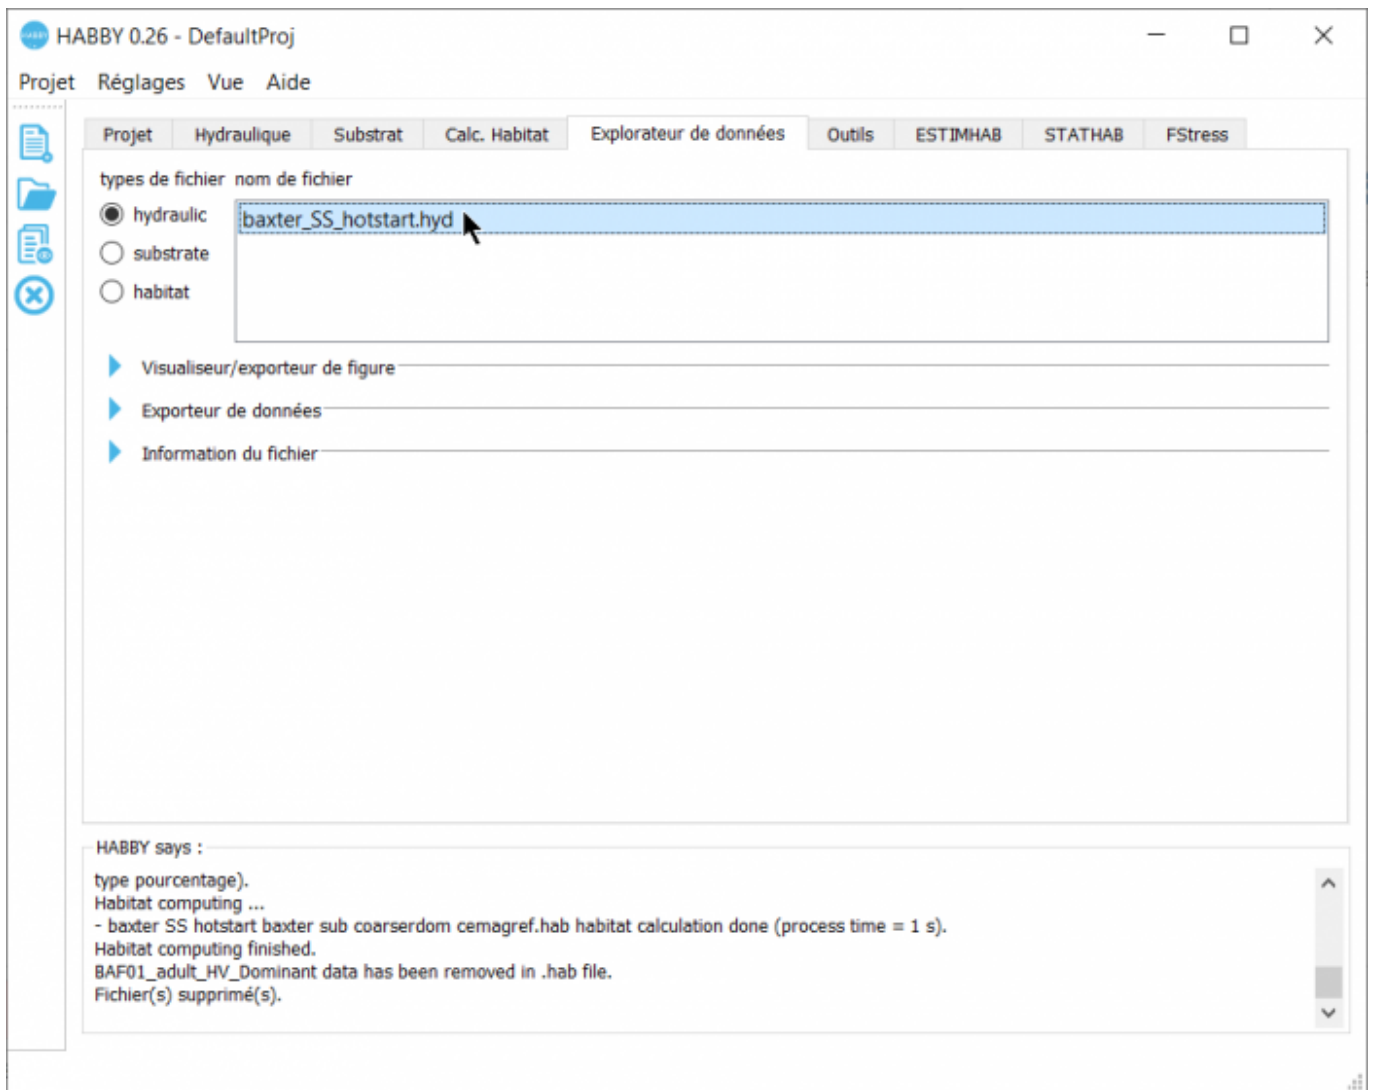 HABBY 0.26 - DefaultProj
Projet Réglages Vue Aide
Projet Hydraulique Substrat Calc. Habitat Explorateur de données Outils ESTIMHAB STATHAB FStress
types de fichier nom de fichier
hydraulic baxter_SS_hotstart.hyd
substrate
habitat
Visualiseur/exporteur de figure
Exporteur de données
Information du fichier
HABBY says :
type pourcentage).
Habitat computing ...
- baxter SS hotstart baxter sub coarserdom cemagref.hab habitat calculation done (process time = 1 s).
Habitat computing finished.
BAF01_adult_HV_Dominant data has been removed in .hab file.
Fichier(s) supprimé(s).